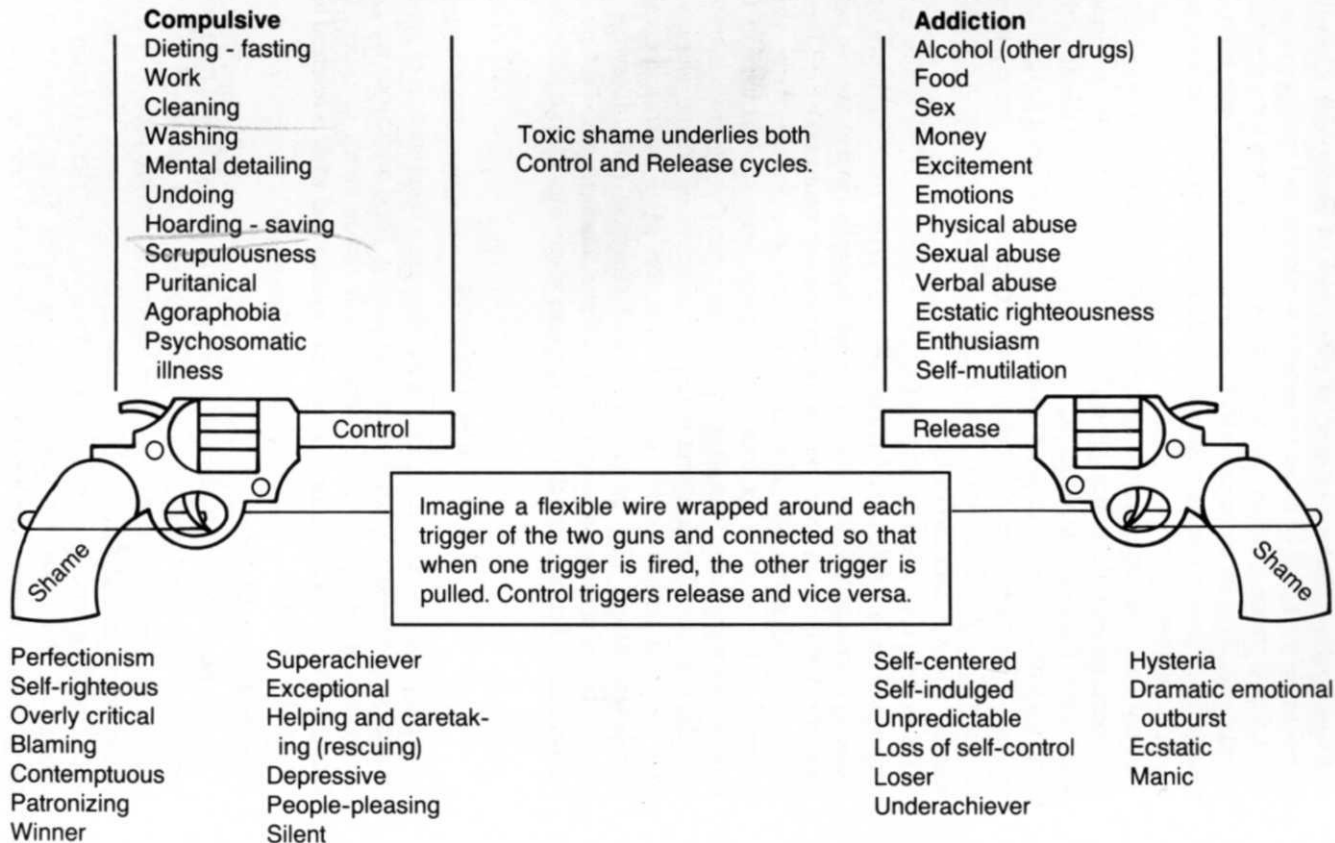 Compulsive
Dieting - fasting
Work
Cleaning
Washing
Mental detailing
Undoing
Hoarding - saving
Scrupulousness
Puritanical
Agoraphobia
Psychosomatic
illness
Toxic shame underlies both
Control and Release cycles.
Addiction
Alcohol (other drugs)
Food
Sex
Money
Excitement
Emotions
Physical abuse
Sexual abuse
Verbal abuse
Ecstatic righteousness
Enthusiasm
Self-mutilation
Control
Release
Shame
Imagine a flexible wire wrapped around each
trigger of the two guns and connected so that
when one trigger is fired, the other trigger is
pulled. Control triggers release and vice versa.
Shame
Perfectionism
Self-righteous
Overly critical
Blaming
Contemptuous
Patronizing
Winner
Superachiever
Exceptional
Helping and caretak-
ing (rescuing)
Depressive
People-pleasing
Silent
Self-centered
Self-indulged
Unpredictable
Loss of self-control
Loser
Underachiever
Hysteria
Dramatic emotional
outburst
Ecstatic
Manic